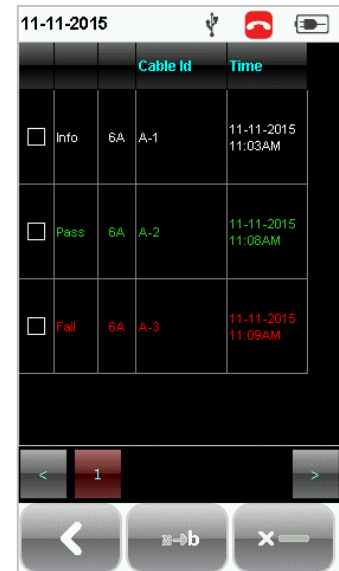 11-11-2015
Cable Id Time
Info 6A A-1 11-11-2015
11:03AM
Pass 6A A-2 11-11-2015
11:08AM
Fail 6A A-3 11-11-2015
11:09AM
< 1 >
b